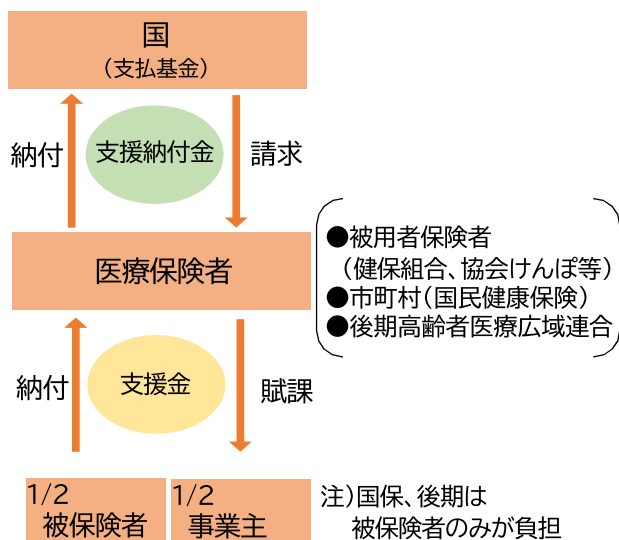 国
（支払基金）
納付
支援納付金
請求
医療保険者
●被用者保険者
（健保組合、協会けんぽ等）
●市町村（国民健康保険）
●後期高齢者医療広域連合
納付
支援金
賦課
1/2
被保険者
1/2
事業主
注）国保、後期は
被保険者のみが負担